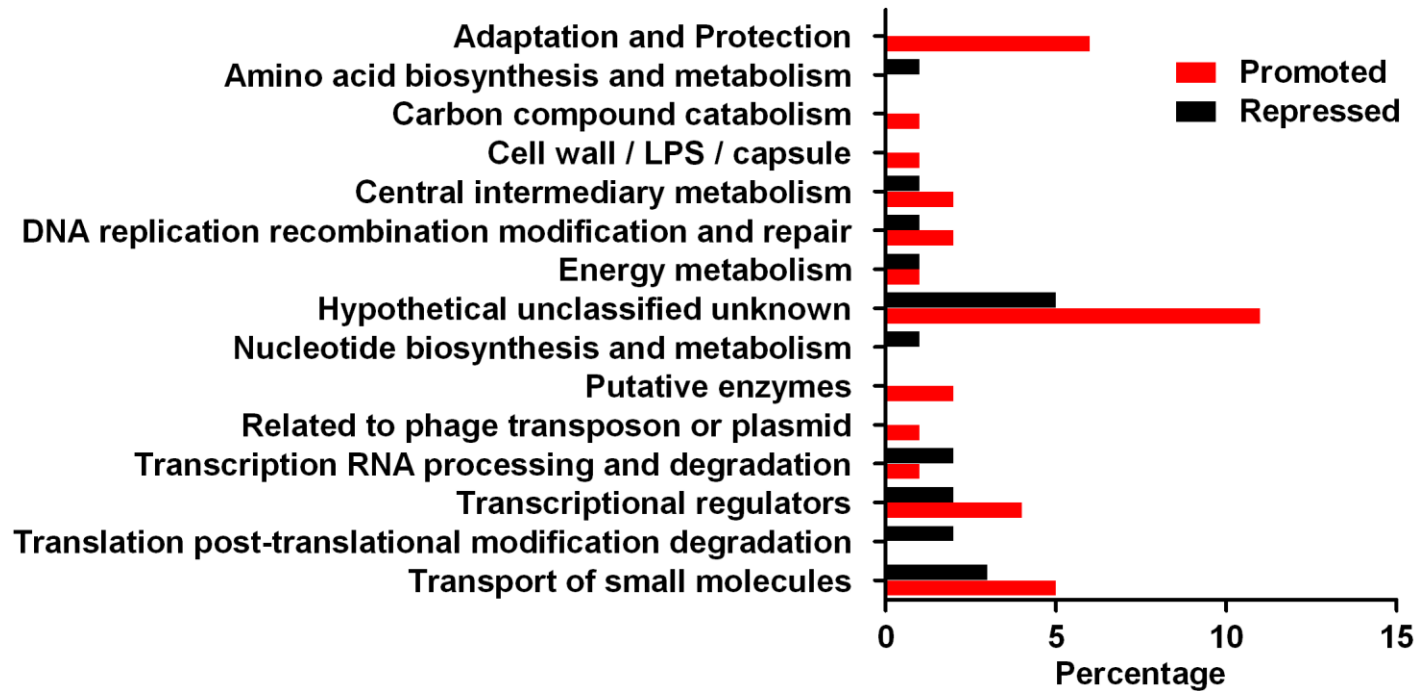 Adaptation and Protection
Amino acid biosynthesis and metabolism
Carbon compound catabolism
Cell wall / LPS / capsule
Central intermediary metabolism
DNA replication recombination modification and repair
Energy metabolism
Hypothetical unclassified unknown
Nucleotide biosynthesis and metabolism
Putative enzymes
Related to phage transposon or plasmid
Transcription RNA processing and degradation
Transcriptional regulators
Translation post-translational modification degradation
Transport of small molecules
Promoted
Repressed
0 5 10 15
Percentage